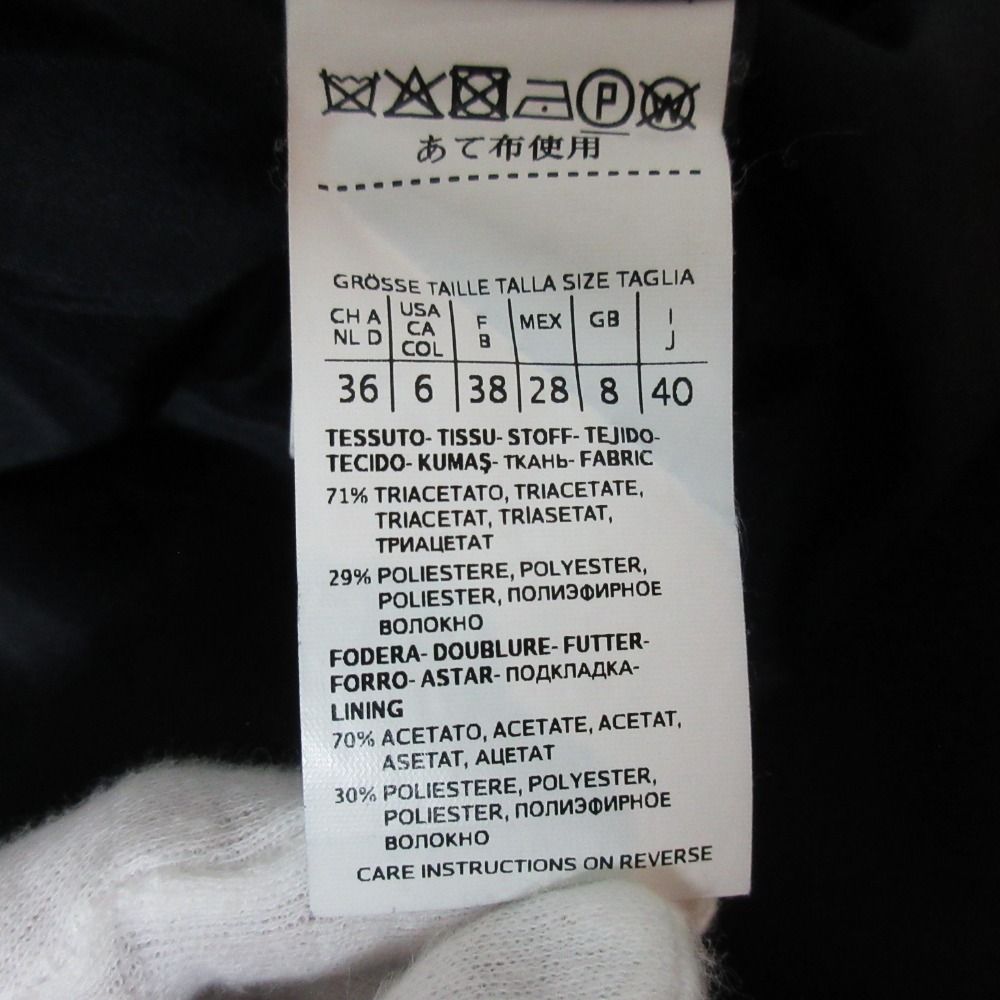 P W
あて布使用
GRÖSSE TAILLE TALLA SIZE TAGLIA
CH A NL D | USA CA COL | F B | MEX | GB | I J
36 | 6 | 38 | 28 | 8 | 40
TESSUTO- TISSU- STOFF- TEJIDO-
TECIDO- KUMAŞ- ТКАНЬ- FABRIC
71% TRIACETATO, TRIACETATE,
TRIACETAT, TRİASETAT,
ТРИАЦЕТАТ
29% POLIESTERE, POLYESTER,
POLIESTER, ПОЛИЭФИРНОЕ
ВОЛОКНО
FODERA- DOUBLURE- FUTTER-
FORRO- ASTAR- ПОДКЛАДКА-
LINING
70% ACETATO, ACETATE, ACETAT,
ASETAT, АЦЕТАТ
30% POLIESTERE, POLYESTER,
POLIESTER, ПОЛИЭФИРНОЕ
ВОЛОКНО
CARE INSTRUCTIONS ON REVERSE